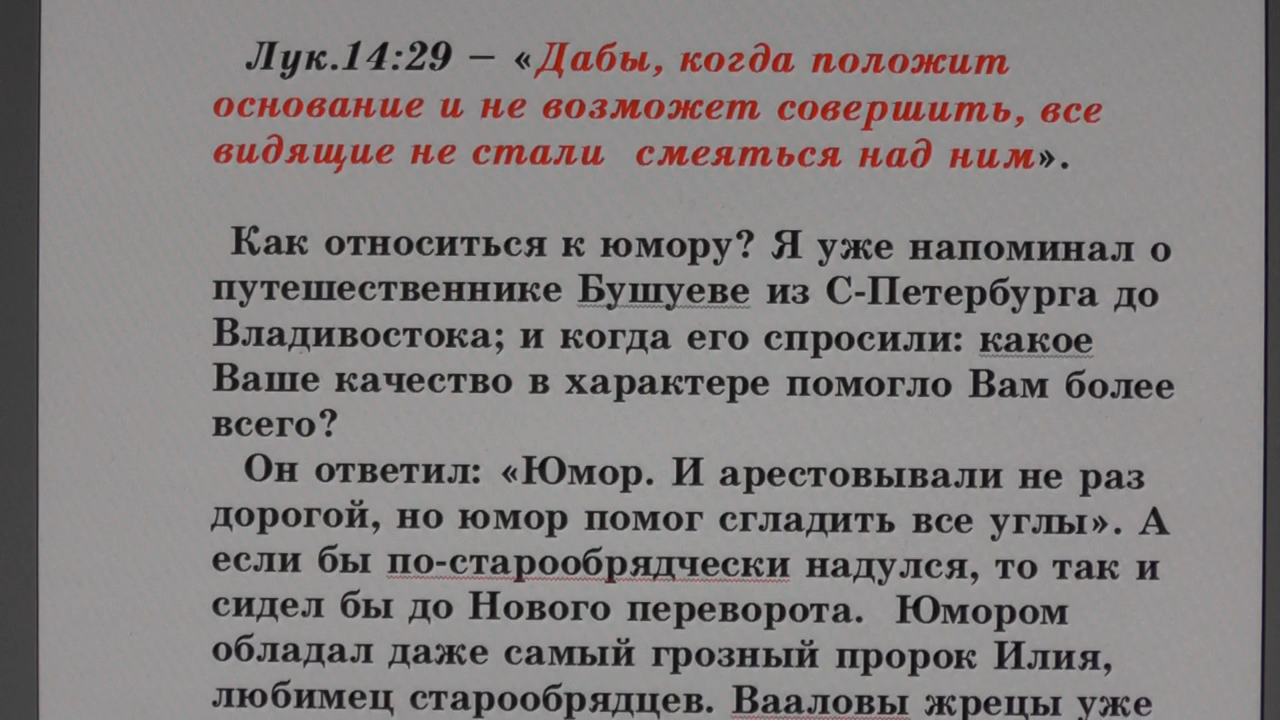 Лук.14:29 – «Дабы, когда положит
основание и не возможет совершить, все
видящие не стали смеяться над ним».
Как относиться к юмору? Я уже напоминал о
путешественнике Бушуеве из С-Петербурга до
Владивостока; и когда его спросили: какое
Ваше качество в характере помогло Вам более
всего?
Он ответил: «Юмор. И арестовывали не раз
дорогой, но юмор помог сгладить все углы». А
если бы по-старообрядчески надулся, то так и
сидел бы до Нового переворота. Юмором
обладал даже самый грозный пророк Илия,
любимец старообрядцев. Вааловы жрецы уже